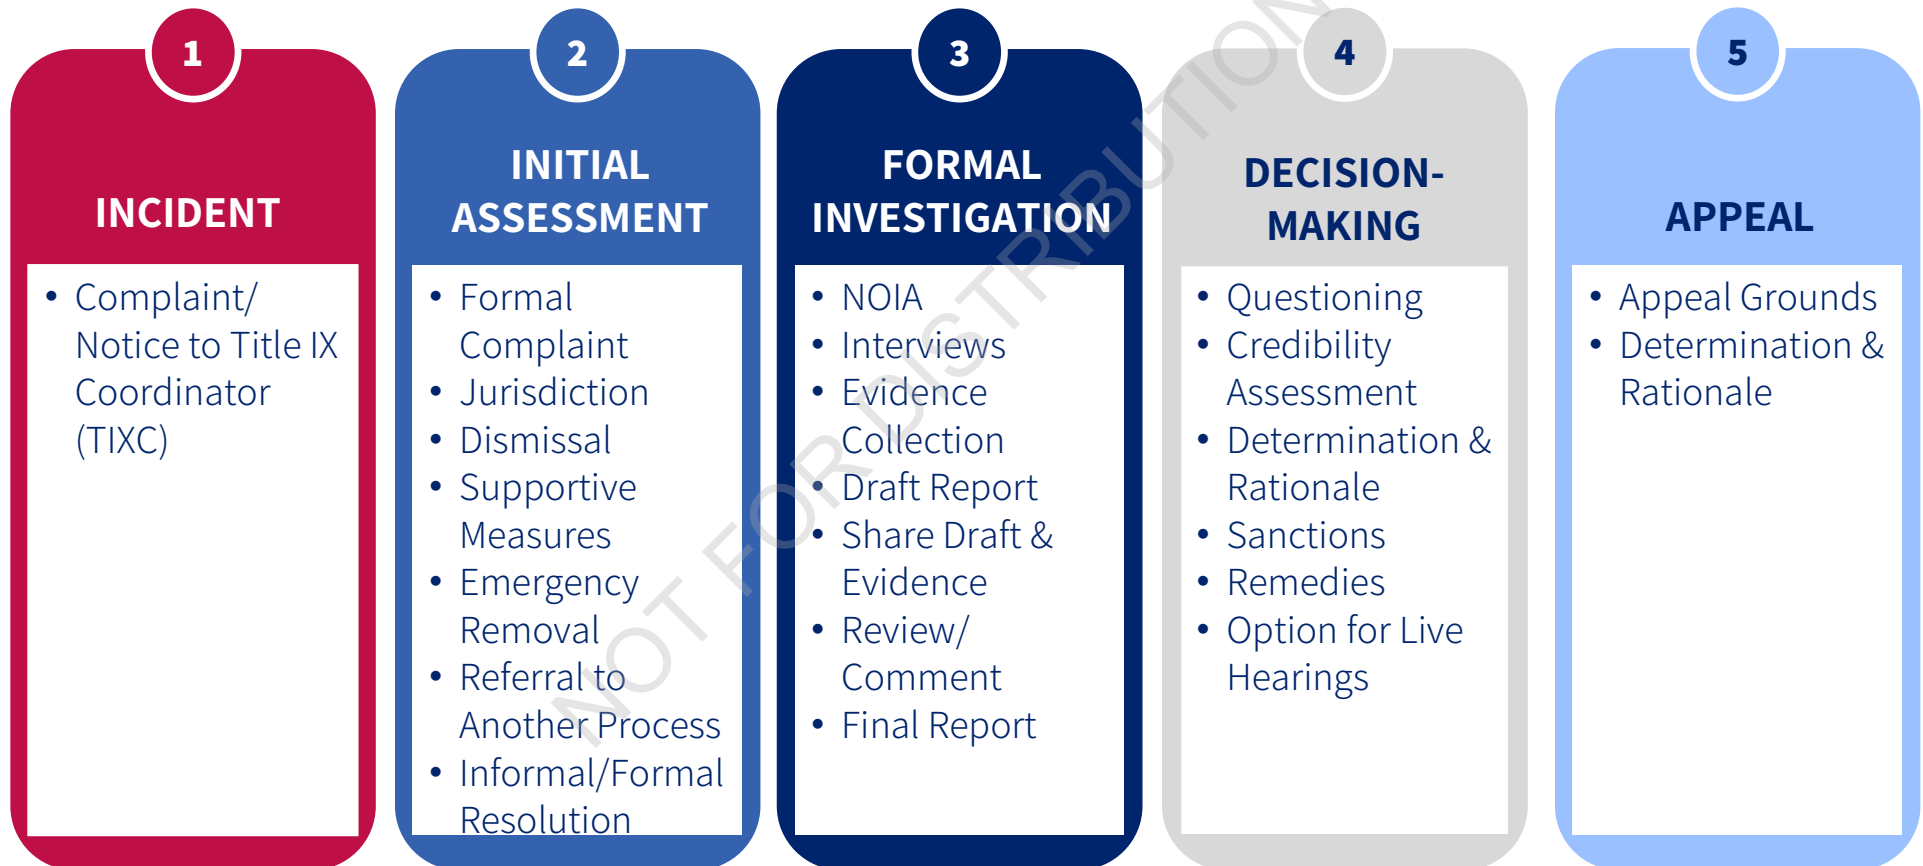 1
INCIDENT
• Complaint/
Notice to Title IX
Coordinator
(TIXC)
2
INITIAL
ASSESSMENT
• Formal
Complaint
• Jurisdiction
• Dismissal
• Supportive
Measures
• Emergency
Removal
• Referral to
Another Process
• Informal/Formal
Resolution
3
FORMAL
INVESTIGATION
• NOIA
• Interviews
• Evidence
Collection
• Draft Report
• Share Draft &
Evidence
• Review/
Comment
• Final Report
4
DECISION-
MAKING
• Questioning
• Credibility
Assessment
• Determination &
Rationale
• Sanctions
• Remedies
• Option for Live
Hearings
5
APPEAL
• Appeal Grounds
• Determination &
Rationale
NOT FOR DISTRIBUTION